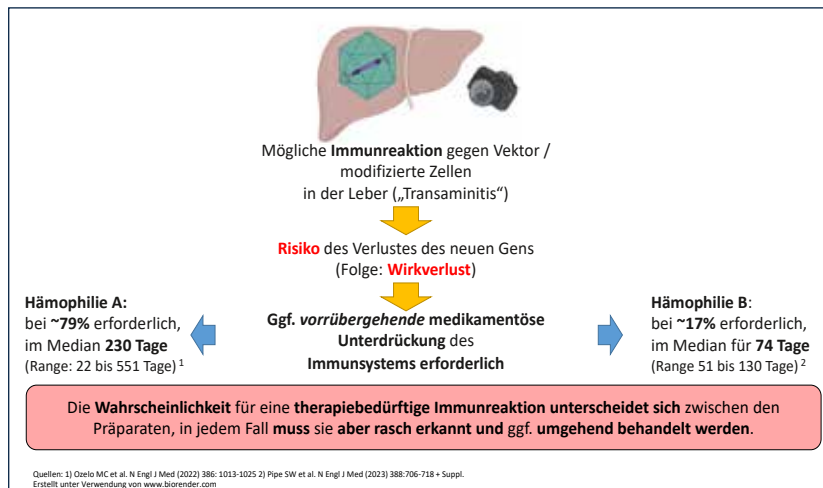 Mögliche Immunreaktion gegen Vektor /
modifizierte Zellen
in der Leber („Transaminitis“)
Risiko des Verlustes des neuen Gens
(Folge: Wirkverlust)
Hämophilie A:
bei ~79% erforderlich,
im Median 230 Tage
(Range: 22 bis 551 Tage) 1
Ggf. vorrübergehende medikamentöse
Unterdrückung des
Immunsystems erforderlich
Hämophilie B:
bei ~17% erforderlich,
im Median für 74 Tage
(Range 51 bis 130 Tage) 2
Die Wahrscheinlichkeit für eine therapiebedürftige Immunreaktion unterscheidet sich zwischen den
Präparaten, in jedem Fall muss sie aber rasch erkannt und ggf. umgehend behandelt werden.
Quellen: 1) Ozelo MC et al. N Engl J Med (2022) 386: 1013-1025 2) Pipe SW et al. N Engl J Med (2023) 388:706-718 + Suppl.
Erstellt unter Verwendung von www.biorender.com